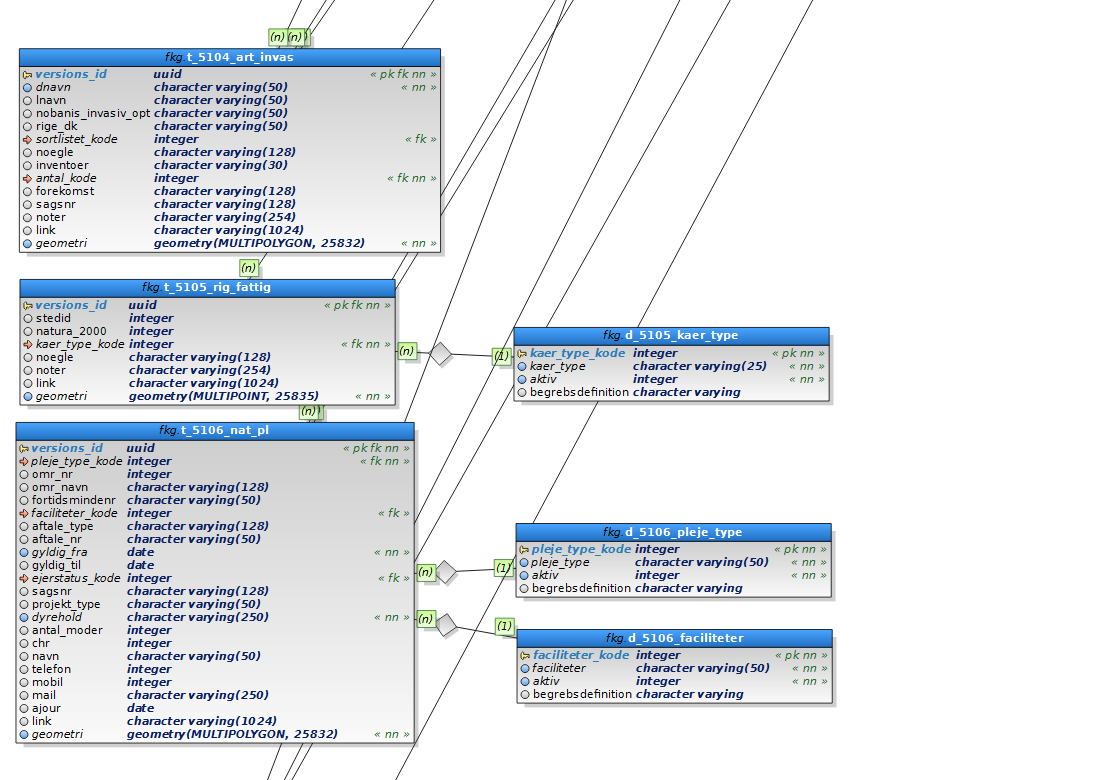 (n) (n)
fkg.t_5104_art_invas
versions_id uuid « pk fk nn »
dnavn character varying(50) « nn »
lnavn character varying(50)
nobanis_invasiv_opt character varying(50)
rige_dk character varying(50)
sortlistet_kode integer « fk »
noegle character varying(128)
inventoer character varying(30)
antal_kode integer « fk nn »
forekomst character varying(128)
sagsnr character varying(128)
noter character varying(254)
link character varying(1024)
geometri geometry(MULTIPOLYGON, 25832) « nn »
(n)
fkg.t_5105_rig_fattig
versions_id uuid « pk fk nn »
stedid integer
natura_2000 integer
kaer_type_kode integer « fk nn »
noegle character varying(128)
noter character varying(254)
link character varying(1024)
geometri geometry(MULTIPOINT, 25835) « nn »
(n)
(1)
fkg.d_5105_kaer_type
kaer_type_kode integer « pk nn »
kaer_type character varying(25) « nn »
aktiv integer « nn »
begrebsdefinition character varying
(n)
fkg.t_5106_nat_pl
versions_id uuid « pk fk nn »
pleje_type_kode integer « fk nn »
omr_nr integer
omr_navn character varying(128)
fortidsmindenr character varying(50)
faciliteter_kode integer « fk »
aftale_type character varying(128)
aftale_nr character varying(50)
gyldig_fra date « nn »
gyldig_til date
ejerstatus_kode integer « fk »
sagsnr character varying(128)
projekt_type character varying(50)
dyrehold character varying(250) « nn »
antal_moder integer
chr integer
navn character varying(50)
telefon integer
mobil integer
mail character varying(250)
ajour date
link character varying(1024)
geometri geometry(MULTIPOLYGON, 25832) « nn »
(n)
(1)
fkg.d_5106_pleje_type
pleje_type_kode integer « pk nn »
pleje_type character varying(50) « nn »
aktiv integer « nn »
begrebsdefinition character varying
(n)
(1)
fkg.d_5106_faciliteter
faciliteter_kode integer « pk nn »
faciliteter character varying(50) « nn »
aktiv integer « nn »
begrebsdefinition character varying